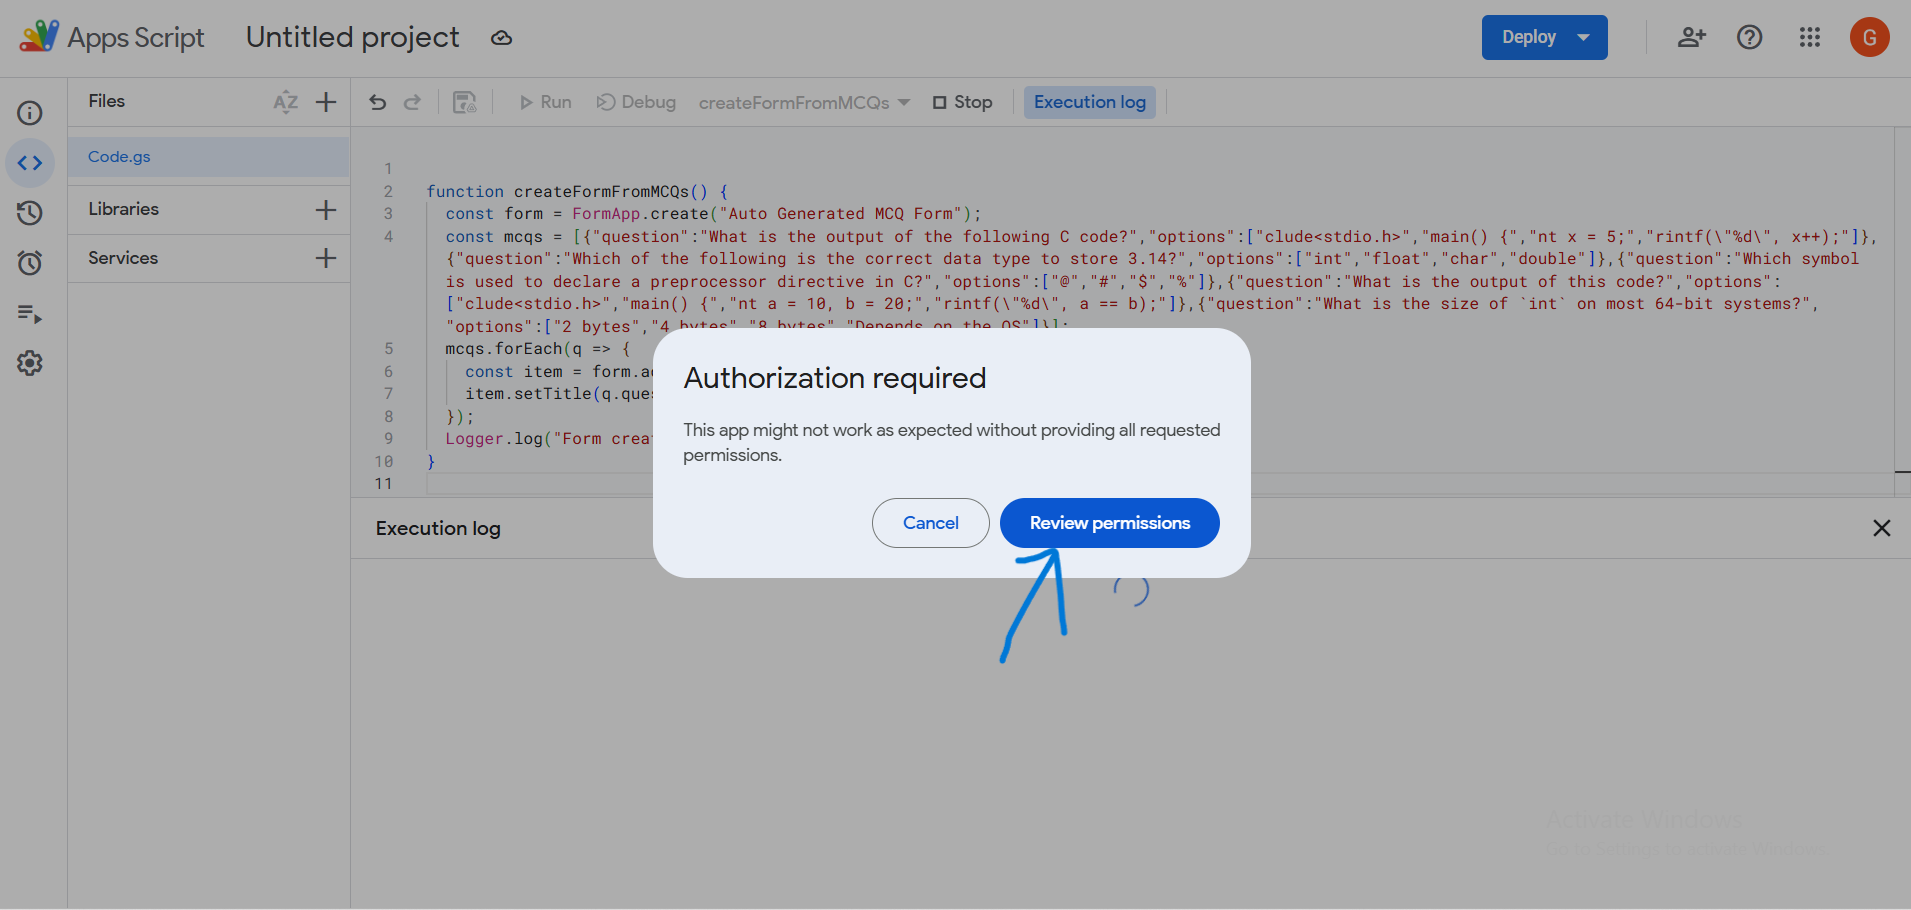 Apps Script
Untitled project
Deploy
G
Files
AZ
Run
Debug
createFormFromMCQs
Stop
Execution log
Code.gs
Libraries
Services
1
2 function createFormFromMCQs() {
3 const form = FormApp.create("Auto Generated MCQ Form");
4 const mcqs = [{"question":"What is the output of the following C code?","options":["clude<stdio.h>","main() {","nt x = 5;","rintf(\"%d\", x++);"]},
{"question":"Which of the following is the correct data type to store 3.14?","options":["int","float","char","double"]},{"question":"Which symbol
is used to declare a preprocessor directive in C?","options":["@","#","$","%"]},{"question":"What is the output of this code?","options":
["clude<stdio.h>","main() {","nt a = 10, b = 20;","rintf(\"%d\", a == b);"]},{"question":"What is the size of `int` on most 64-bit systems?",
"options":["2 bytes","4 bytes","8 bytes","Depends on the OS"]}];
5 mcqs.forEach(q => {
6 const item = form.a
7 item.setTitle(q.que
8 });
9 Logger.log("Form crea
10 }
11
Authorization required
This app might not work as expected without providing all requested
permissions.
Cancel
Review permissions
Execution log
Activate Windows
Go to Settings to activate Windows.